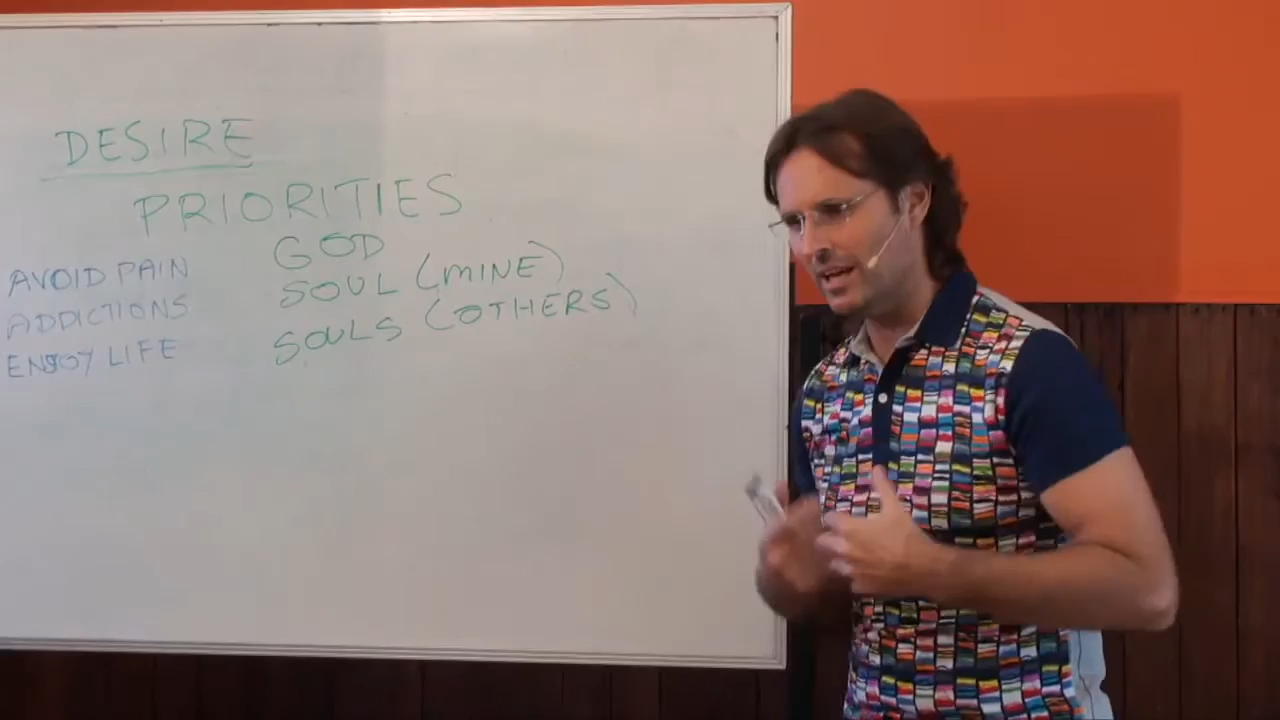 DESIRE
PRIORITIES
GOD
SOUL (MINE)
SOULS (OTHERS)
AVOID PAIN
ADDICTIONS
ENJOY LIFE